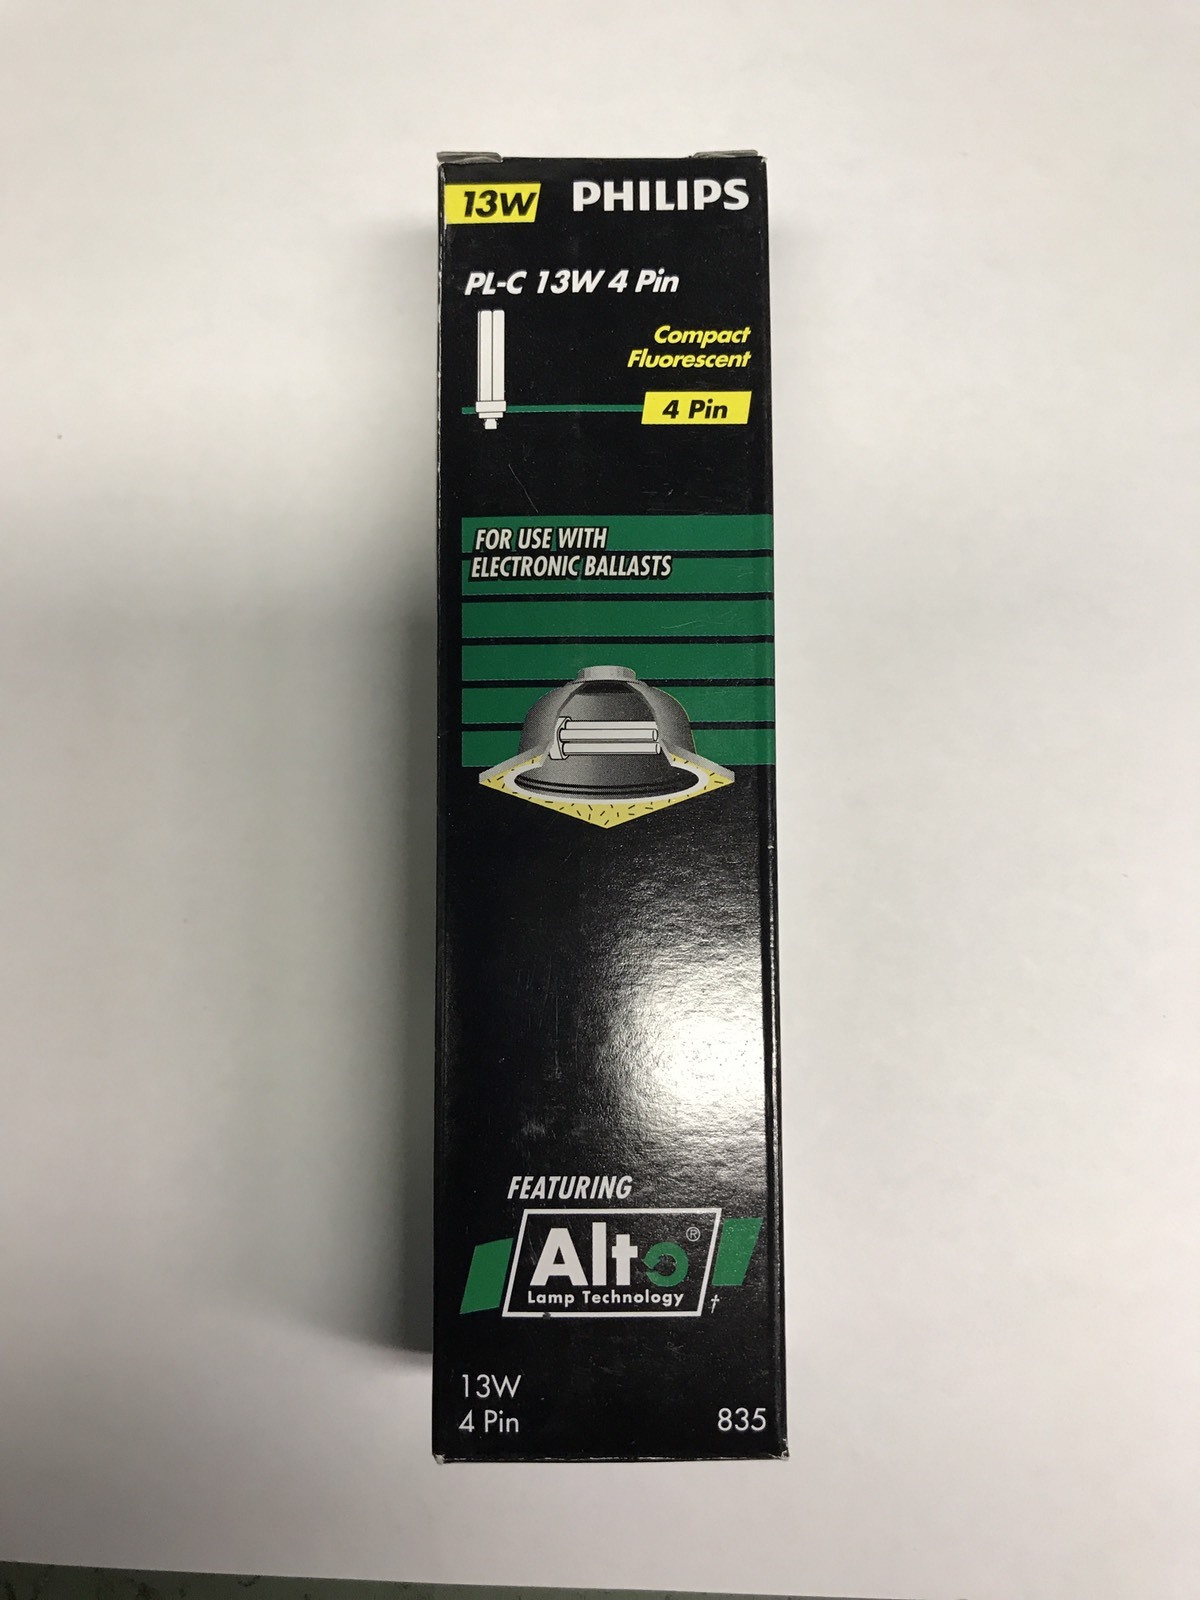 13W PHILIPS
PL-C 13W 4 Pin
Compact
Fluorescent
4 Pin
FOR USE WITH
ELECTRONIC BALLASTS
FEATURING
Alto®
Lamp Technology †
13W
4 Pin 835